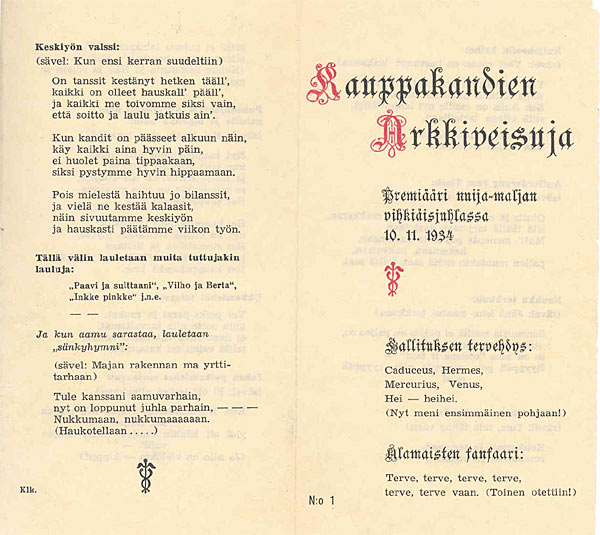 Keskiyön valssi:
(sävel: Kun ensi kerran suudeltiin)
On tanssit kestänyt hetken tääll',
kaikki on olleet hauskall' pääll',
ja kaikki me toivomme siksi vain,
että soitto ja laulu jatkuis ain'.
Kun kandit on päässeet alkuun näin,
käy kaikki aina hyvin päin,
ei huolet paina tippaakaan,
siksi pystymme hyvin hippaamaan.
Pois mielestä haihtuu jo bilanssit,
ja vielä ne kestää kalaasit,
näin sivuutamme keskiyön
ja hauskasti päätämme viikon työn.
Tällä välin lauletaan muita tuttujakin
lauluja:
„Paavi ja sulttaani", „Vilho ja Berta",
„Inkke pinkke" j.n.e.
— —
Ja kun aamu sarastaa, lauletaan
„sänkyhymni":
(sävel: Majan rakennan ma yrtti-
tarhaan)
Tule kanssani aamuvarhain,
nyt on loppunut juhla parhain, — — —
Nukkumaan, nukkumaaaaaan.
(Haukotellaan .....)
Klk.
Kauppakandien
Arkkiveisuja
Premiääri muija-maljan
vihkiäisjuhlassa
10. 11. 1934
Hallituksen tervehdys:
Caduceus, Hermes,
Mercurius, Venus,
Hei — heihei.
(Nyt meni ensimmäinen pohjaan!)
Alamaisten fanfaari:
Terve, terve, terve, terve,
terve, terve vaan. (Toinen otettiin!)
N:o 1